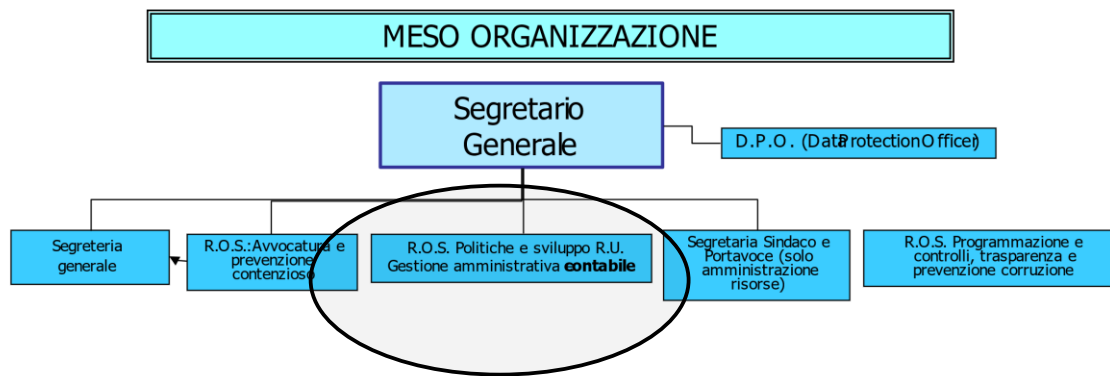 MESO ORGANIZZAZIONE
Segretario
Generale
D.P.O. (Data Protection Officer)
Segreteria
generale
R.O.S.:Avvocatura e
prevenzione
contenzioso
R.O.S. Politiche e sviluppo R.U.
Gestione amministrativa contabile
Segretaria Sindaco e
Portavoce (solo
amministrazione
risorse)
R.O.S. Programmazione e
controlli, trasparenza e
prevenzione corruzione